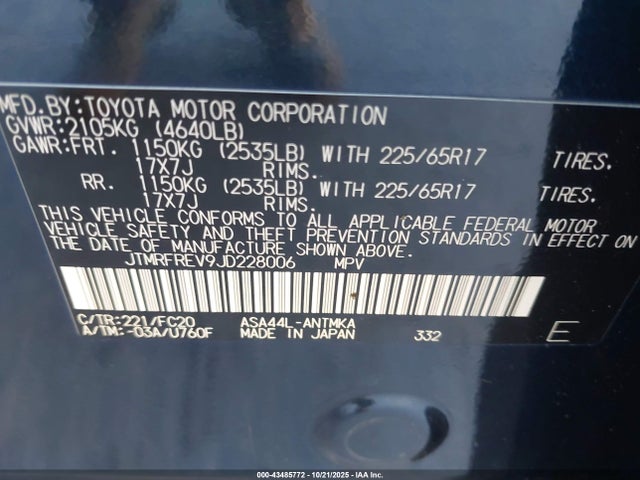 MFD.BY:TOYOTA MOTOR CORPORATION
GVWR:2105KG (4640LB)
GAWR:FRT. 1150KG (2535LB) WITH 225/65R17 TIRES.
17X7J RIMS.
RR. 1150KG (2535LB) WITH 225/65R17 TIRES.
17X7J RIMS.
THIS VEHICLE CONFORMS TO ALL APPLICABLE FEDERAL MOTOR
VEHICLE SAFETY AND THEFT PREVENTION STANDARDS IN EFFECT ON
THE DATE OF MANUFACTURE SHOWN ABOVE.
JTMRFREV9JD228006 MPV
C/TR:221/FC20 ASA44L-ANTMKA
A/TM:-03A/U760F MADE IN JAPAN 332 E
000-43485772 - 10/21/2025 - IAA Inc.